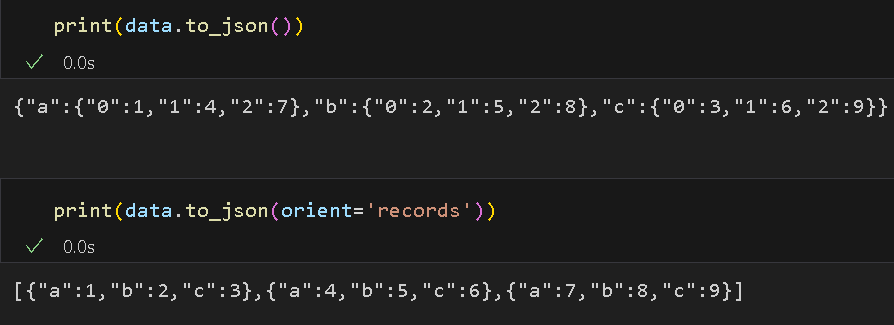 print(data.to_json())
0.0s
{"a":{"0":1,"1":4,"2":7},"b":{"0":2,"1":5,"2":8},"c":{"0":3,"1":6,"2":9}}
print(data.to_json(orient='records'))
0.0s
[{"a":1,"b":2,"c":3},{"a":4,"b":5,"c":6},{"a":7,"b":8,"c":9}]